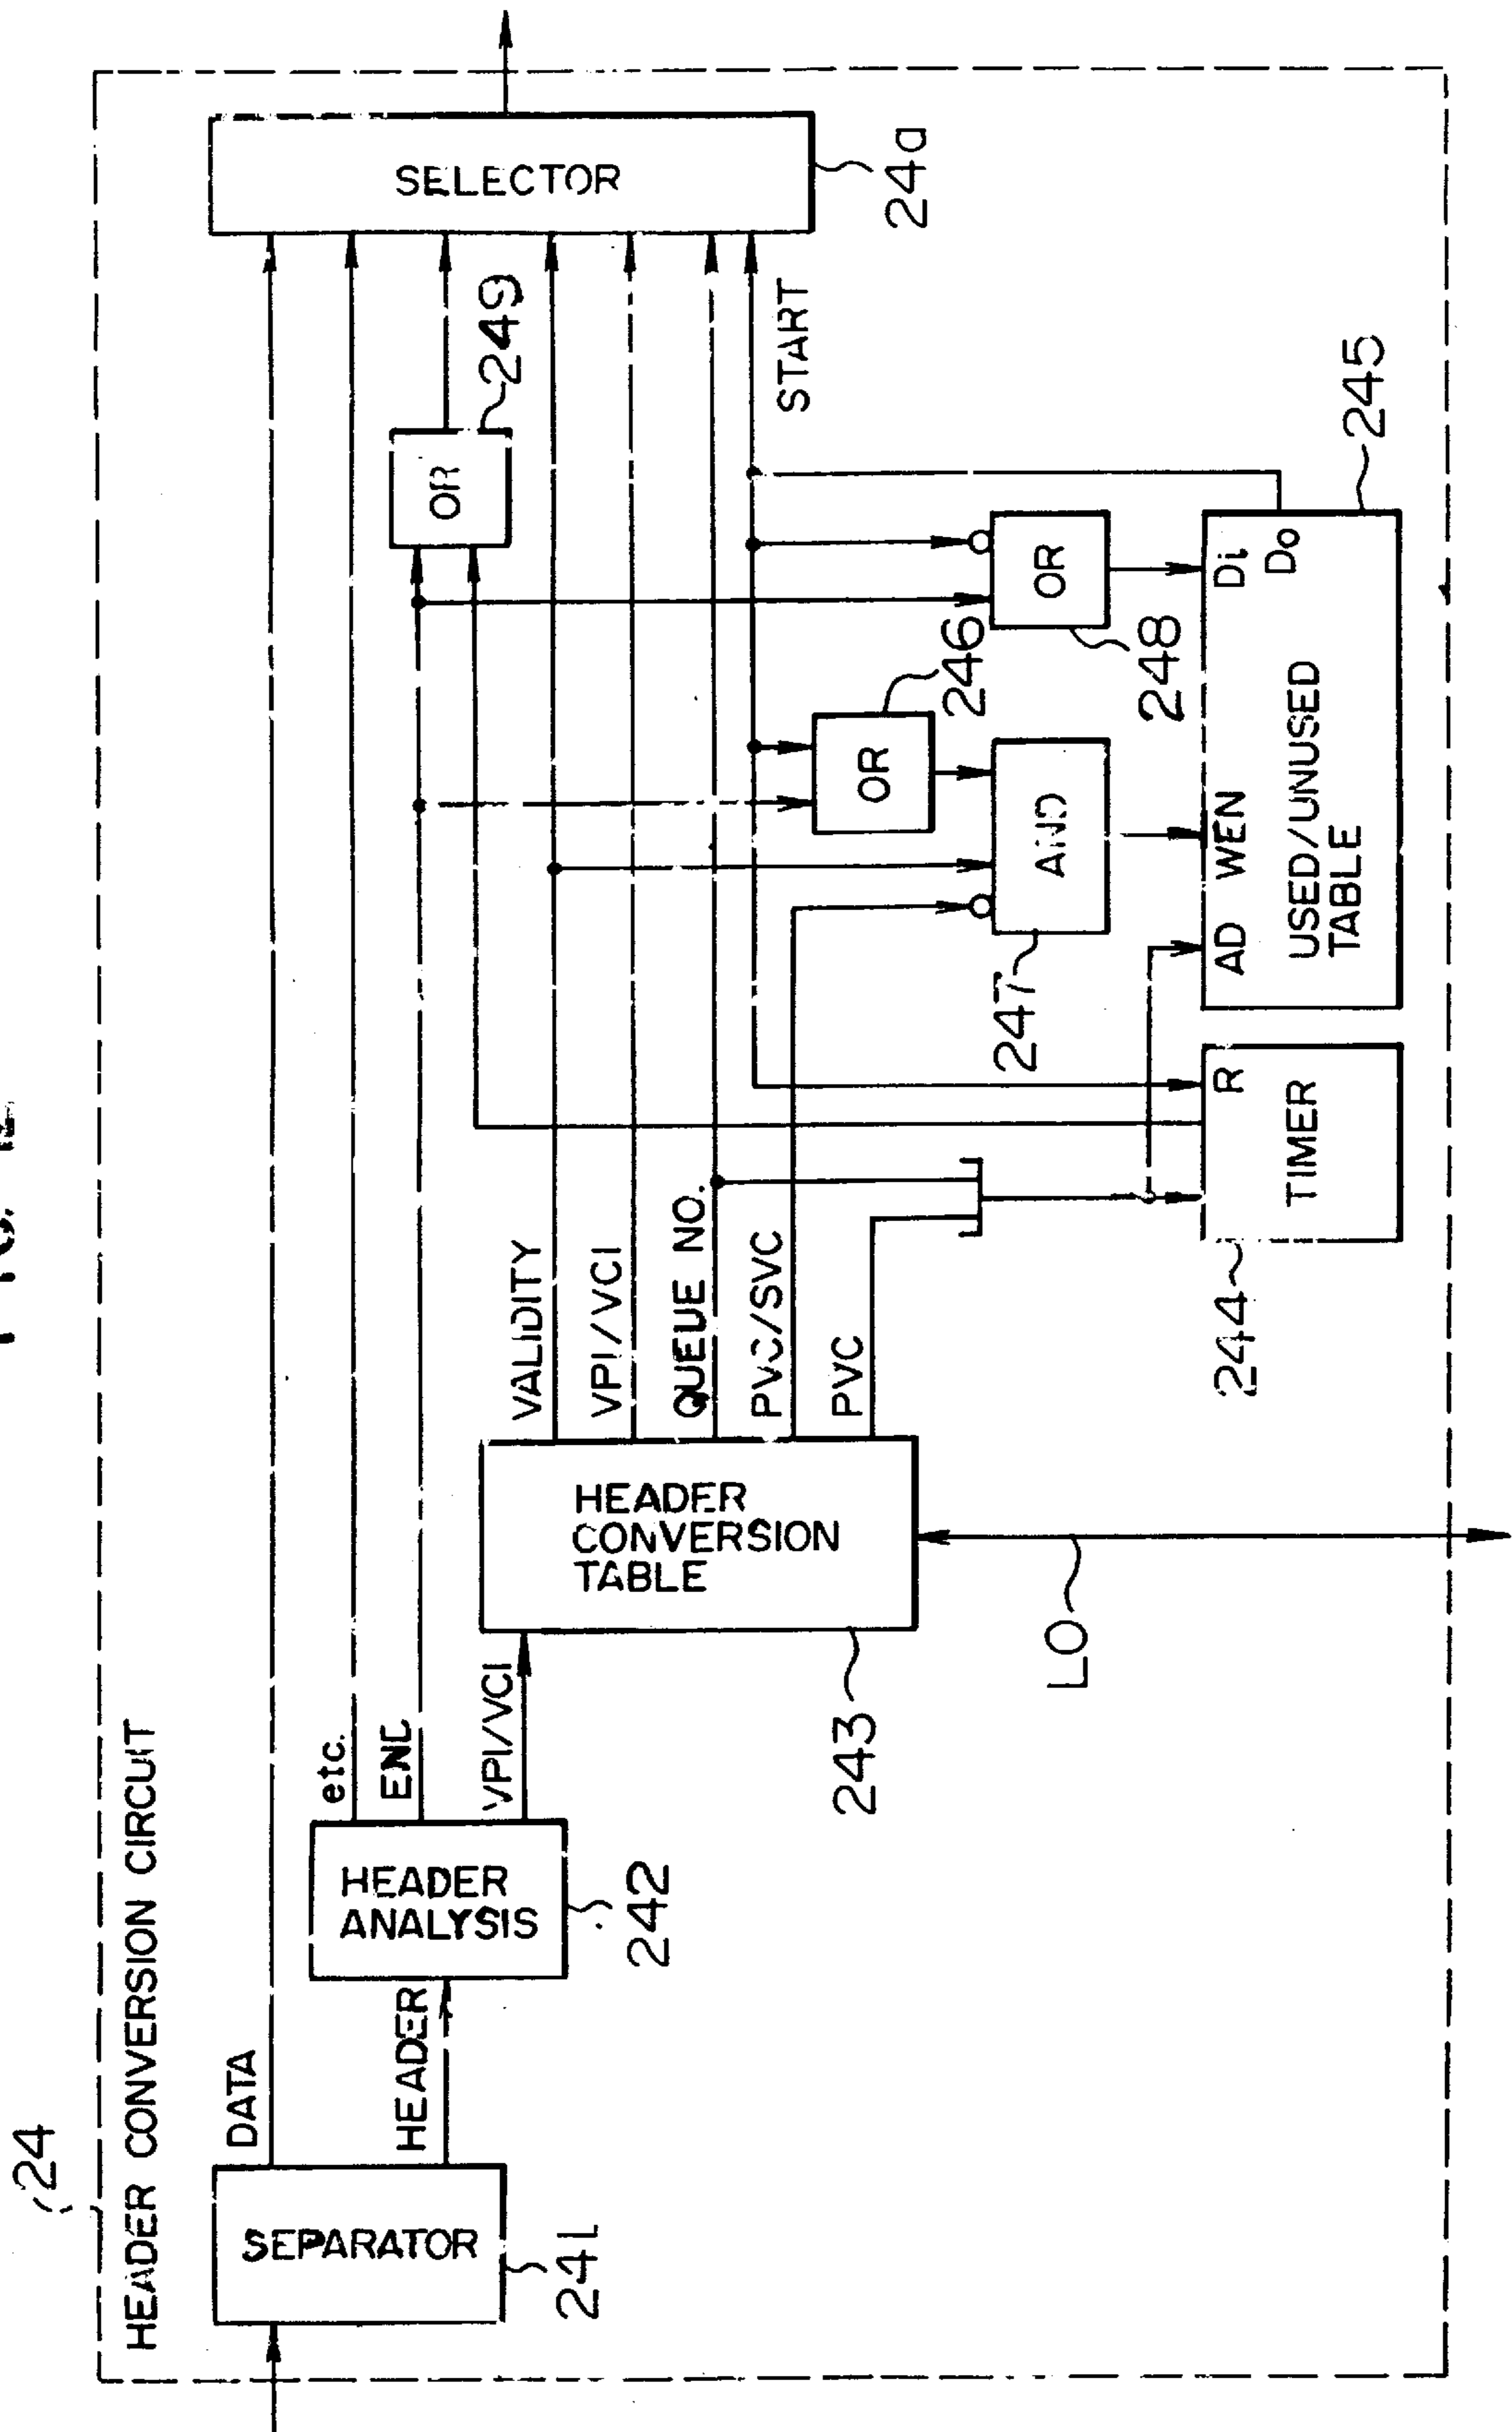 24
HEADER CONVERSION CIRCUIT
SEPARATOR
241
DATA
HEADER
HEADER
ANALYSIS
242
etc.
END
VPI/VCI
HEADER
CONVERSION
TABLE
243
LO
VALIDITY
VPI/VCI
QUEUE NO.
PVC/SVC
PVC
TIMER
R
244
AD
WEN
Di
Do
USED/UNUSED
TABLE
245
AND
247
OR
246
OR
248
OR
249
START
SELECTOR
24a